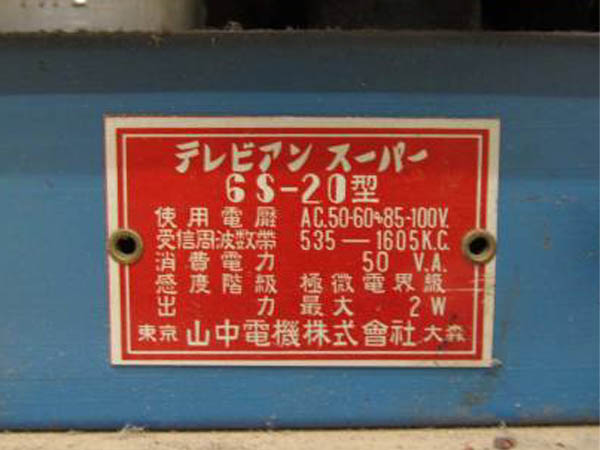 テレビアン スーパー
6S-20型
使用電壓 A.C.50-60∿85-100V.
受信周波数帶 535—1605K.C.
消費電力 50 V.A.
感度階級 極微電界級
出力 最大 2W
東京 山中電機株式會社 大森